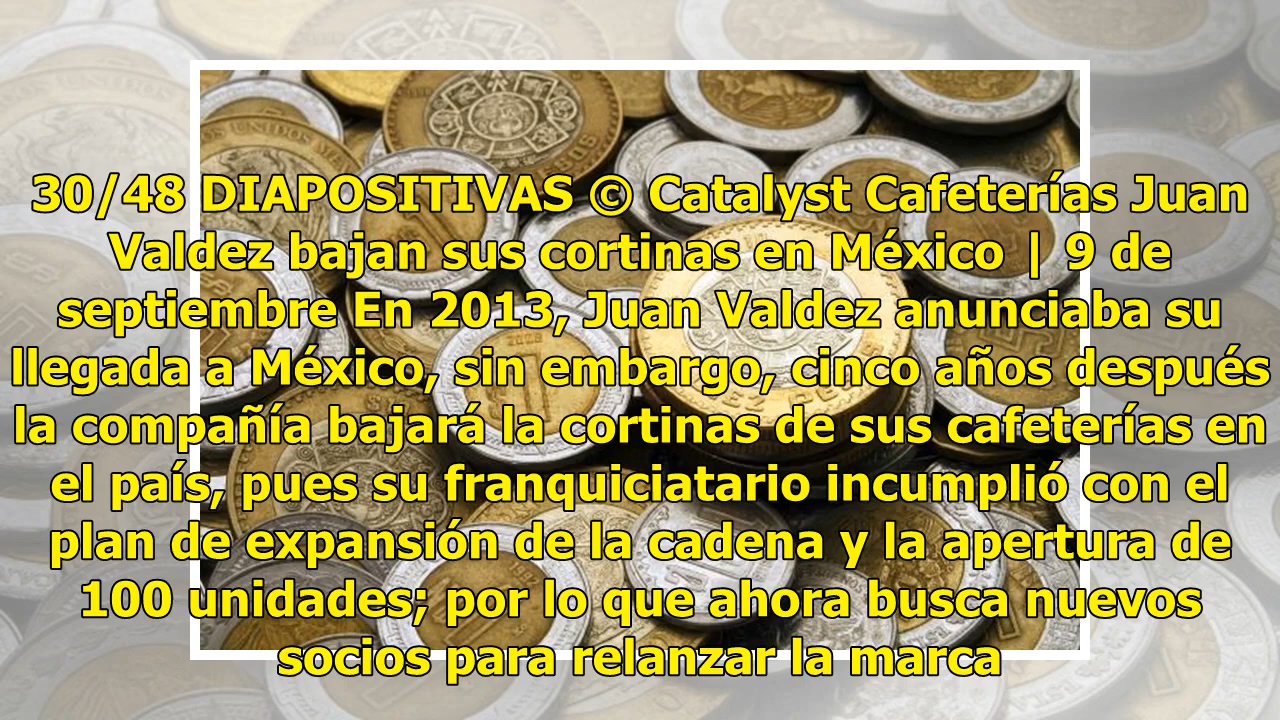 30/48 DIAPOSITIVAS © Catalyst Cafeterías Juan
Valdez bajan sus cortinas en México | 9 de
septiembre En 2013, Juan Valdez anunciaba su
llegada a México, sin embargo, cinco años después
la compañía bajará la cortinas de sus cafeterías en
el país, pues su franquiciatario incumplió con el
plan de expansión de la cadena y la apertura de
100 unidades; por lo que ahora busca nuevos
socios para relanzar la marca